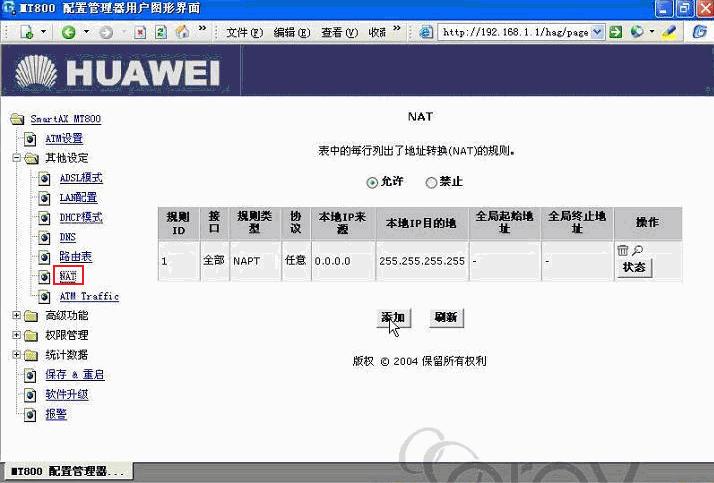 MT800 配置管理器用户图形界面
文件(F) 编辑(E) 查看(V) 收藏 » http://192.168.1.1/hag/page »
HUAWEI
SmartAX MT800
ATM设置
其他设定
ADSL模式
LAN配置
DHCP模式
DNS
路由表
NAT
ATM Traffic
高级功能
权限管理
统计数据
保存 & 重启
软件升级
报警
NAT
表中的每行列出了地址转换(NAT)的规则。
允许 禁止
规则ID 接口 规则类型 协议 本地IP来源 本地IP目的地 全局起始地址 全局终止地址 操作
1 全部 NAPT 任意 0.0.0.0 255.255.255.255 - - 状态
添加 刷新
版权 © 2004 保留所有权利
MT800 配置管理器...